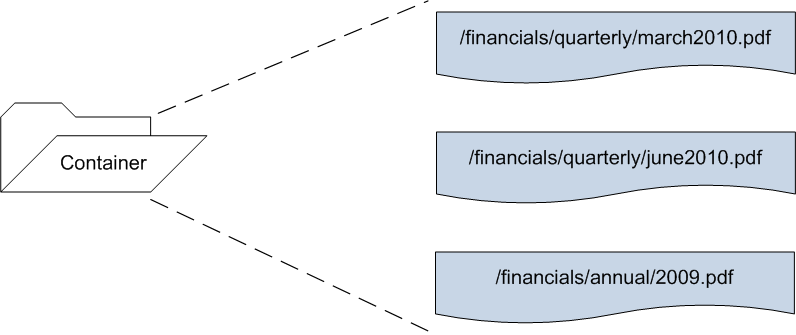 /financials/quarterly/march2010.pdf
Container
/financials/quarterly/june2010.pdf
/financials/annual/2009.pdf